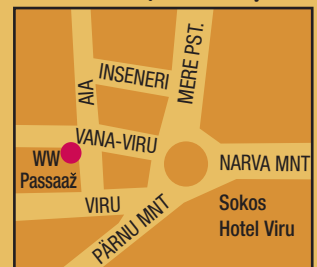 INSENERI
MERE PST.
AIA
VANA-VIRU
WW
Passaaž
NARVA MNT
VIRU
Sokos
Hotel Viru
PÄRNU MNT